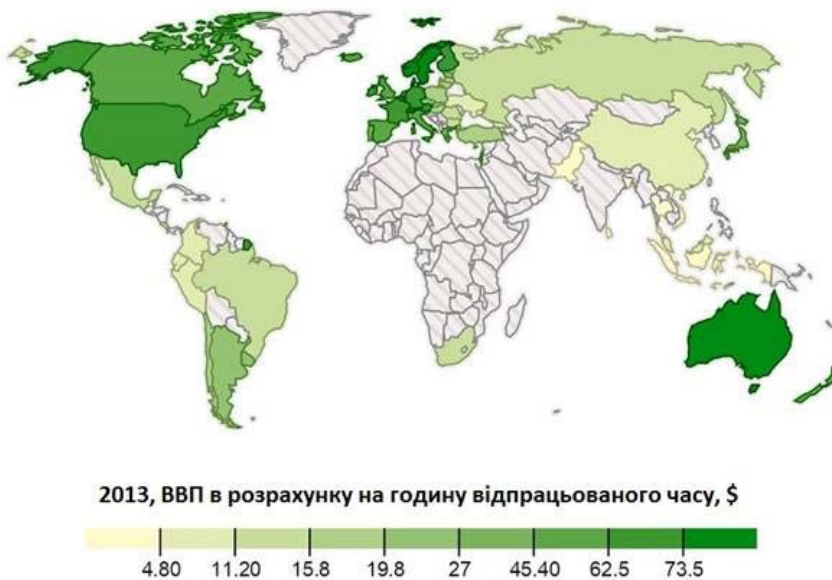 2013, ВВП в розрахунку на годину відпрацьованого часу, $
4.80 11.20 15.8 19.8 27 45.40 62.5 73.5